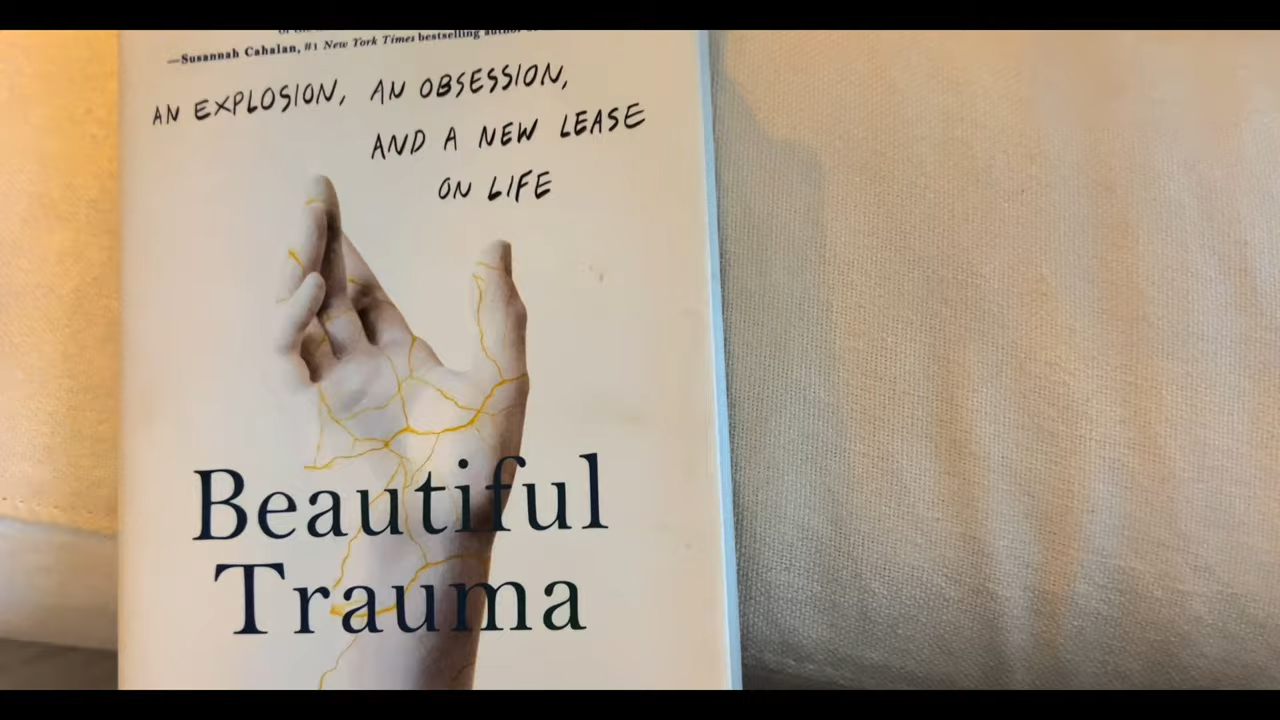 —Susannah Cahalan, #1 New York Times bestselling author
AN EXPLOSION, AN OBSESSION,
AND A NEW LEASE
ON LIFE
Beautiful
Trauma